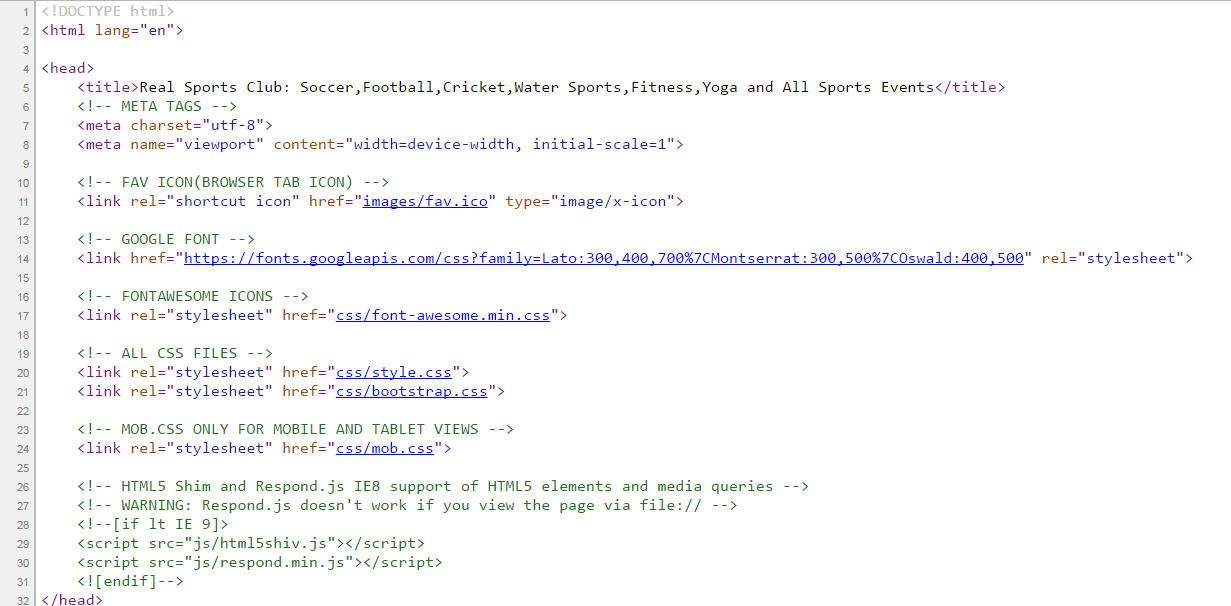 1 <!DOCTYPE html>
2 <html lang="en">
3
4 <head>
5 <title>Real Sports Club: Soccer,Football,Cricket,Water Sports,Fitness,Yoga and All Sports Events</title>
6 <!-- META TAGS -->
7 <meta charset="utf-8">
8 <meta name="viewport" content="width=device-width, initial-scale=1">
9
10 <!-- FAV ICON(BROWSER TAB ICON) -->
11 <link rel="shortcut icon" href="images/fav.ico" type="image/x-icon">
12
13 <!-- GOOGLE FONT -->
14 <link href="https://fonts.googleapis.com/css?family=Lato:300,400,700%7CMontserrat:300,500%7COswald:400,500" rel="stylesheet">
15
16 <!-- FONTAWESOME ICONS -->
17 <link rel="stylesheet" href="css/font-awesome.min.css">
18
19 <!-- ALL CSS FILES -->
20 <link rel="stylesheet" href="css/style.css">
21 <link rel="stylesheet" href="css/bootstrap.css">
22
23 <!-- MOB.CSS ONLY FOR MOBILE AND TABLET VIEWS -->
24 <link rel="stylesheet" href="css/mob.css">
25
26 <!-- HTML5 Shim and Respond.js IE8 support of HTML5 elements and media queries -->
27 <!-- WARNING: Respond.js doesn't work if you view the page via file:// -->
28 <!--[if lt IE 9]>
29 <script src="js/html5shiv.js"></script>
30 <script src="js/respond.min.js"></script>
31 <![endif]-->
32 </head>